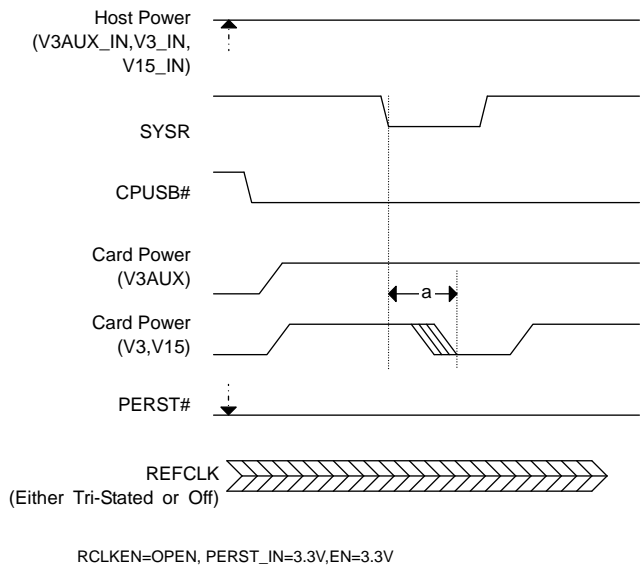 Host Power
(V3AUX_IN,V3_IN,
V15_IN)
SYSR
CPUSB#
Card Power
(V3AUX)
a
Card Power
(V3,V15)
PERST#
REFCLK
(Either Tri-Stated or Off)
RCLKEN=OPEN, PERST_IN=3.3V,EN=3.3V